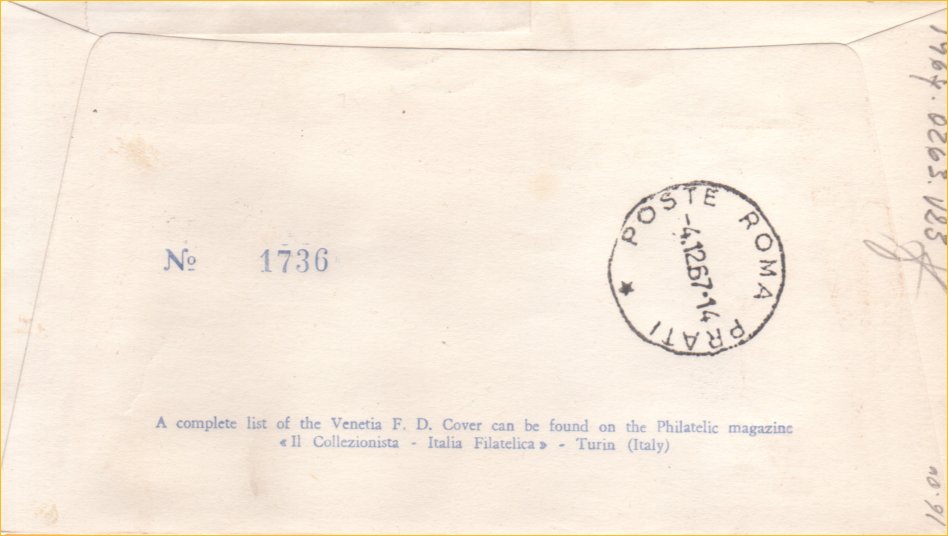 Nº 1736
POSTE ROMA PRATI
-4.12.67-14
A complete list of the Venetia F. D. Cover can be found on the Philatelic magazine
«Il Collezionista - Italia Filatelica» - Turin (Italy)